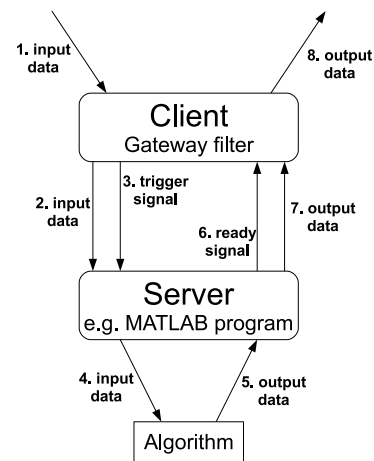 1. input
data
8. output
data
Client
Gateway filter
2. input
data
3. trigger
signal
6. ready
signal
7. output
data
Server
e.g. MATLAB program
4. input
data
5. output
data
Algorithm